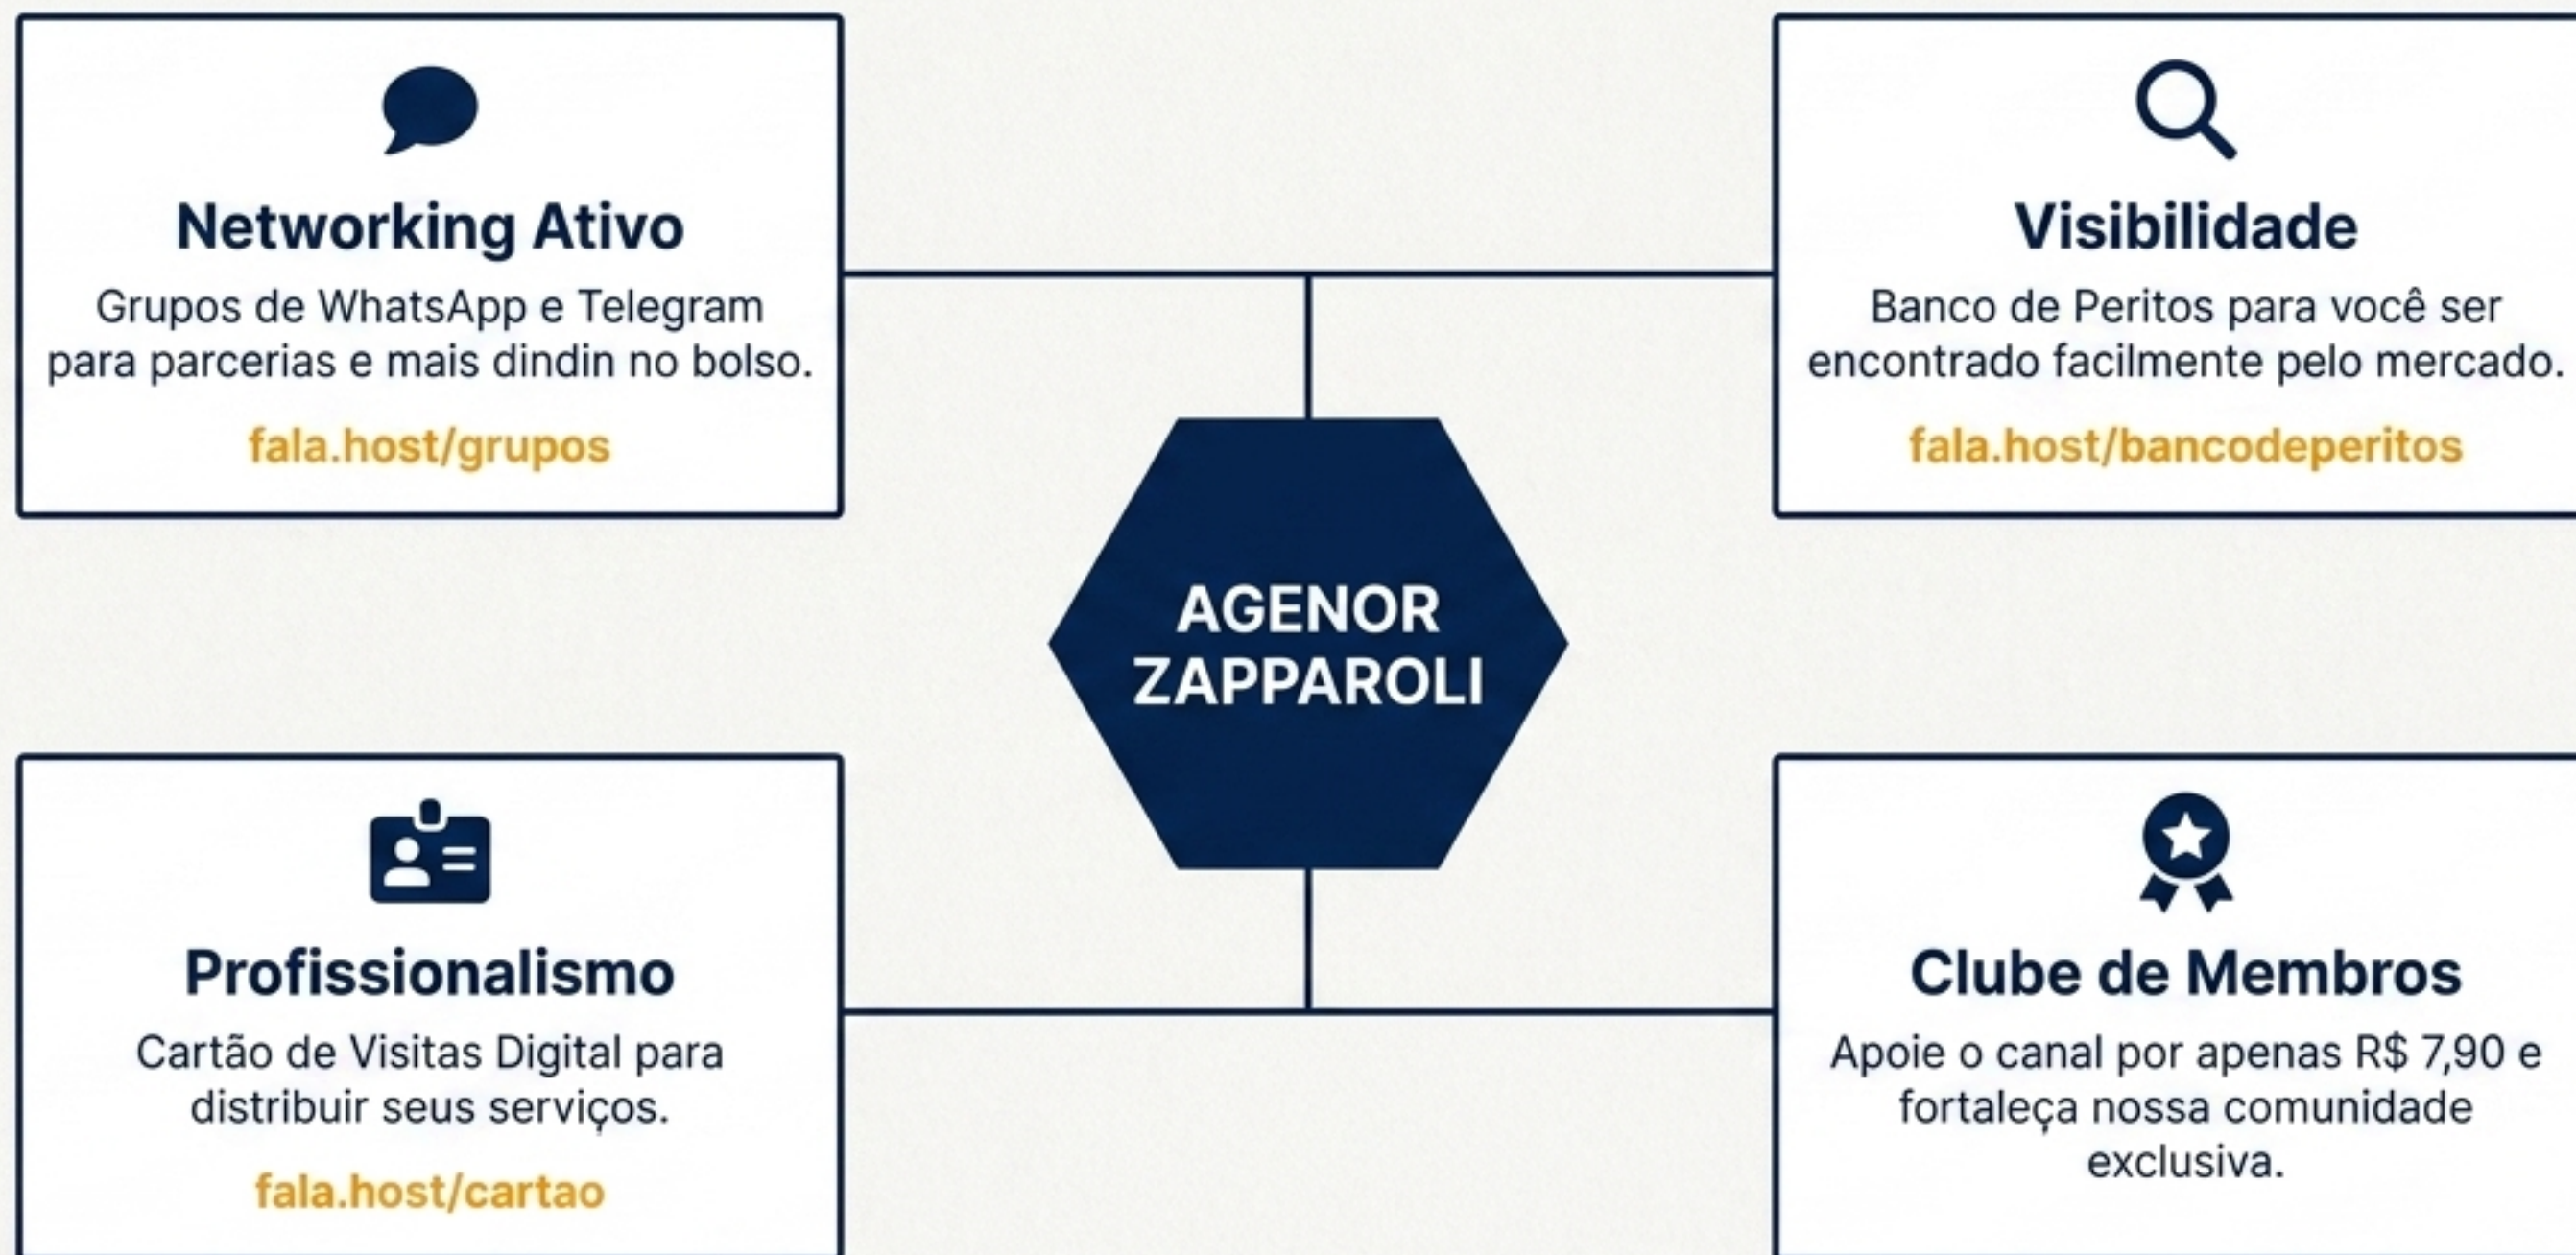 Networking Ativo
Grupos de WhatsApp e Telegram
para parcerias e mais dindin no bolso.
fala.host/grupos
Visibilidade
Banco de Peritos para você ser
encontrado facilmente pelo mercado.
fala.host/bancodeperitos
AGENOR
ZAPPAROLI
Profissionalismo
Cartão de Visitas Digital para
distribuir seus serviços.
fala.host/cartao
Clube de Membros
Apoie o canal por apenas R$ 7,90 e
fortaleça nossa comunidade
exclusiva.